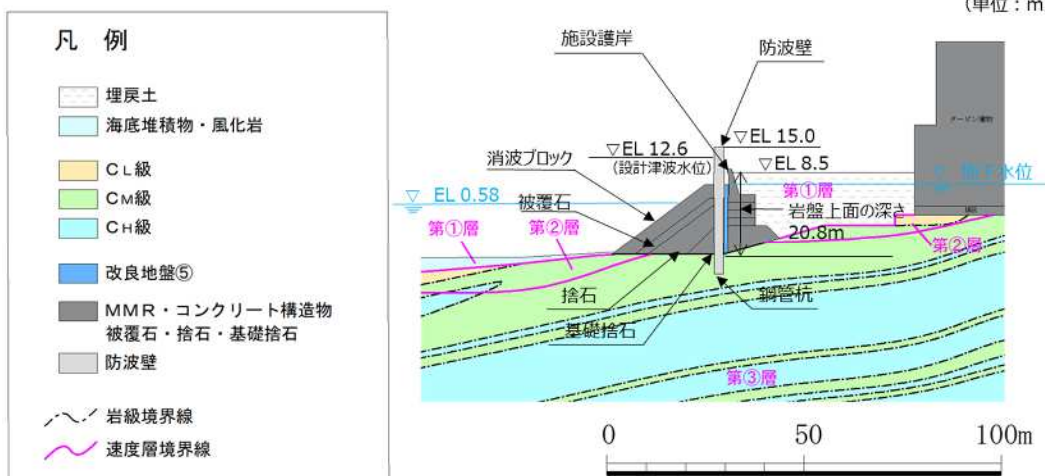 (単位：m
凡 例
埋戻土
海底堆積物・風化岩
CL級
CM級
CH級
改良地盤⑤
MMR・コンクリート構造物
被覆石・捨石・基礎捨石
防波壁
岩級境界線
速度層境界線
施設護岸
防波壁
▽EL 15.0
▽EL 12.6
(設計津波水位)
▽EL 8.5
消波ブロック
▽ EL 0.58
被覆石
第①層
地下水位
岩盤上面の深さ
20.8m
第①層
第②層
第②層
捨石
鋼管杭
基礎捨石
第③層
0 50 100m